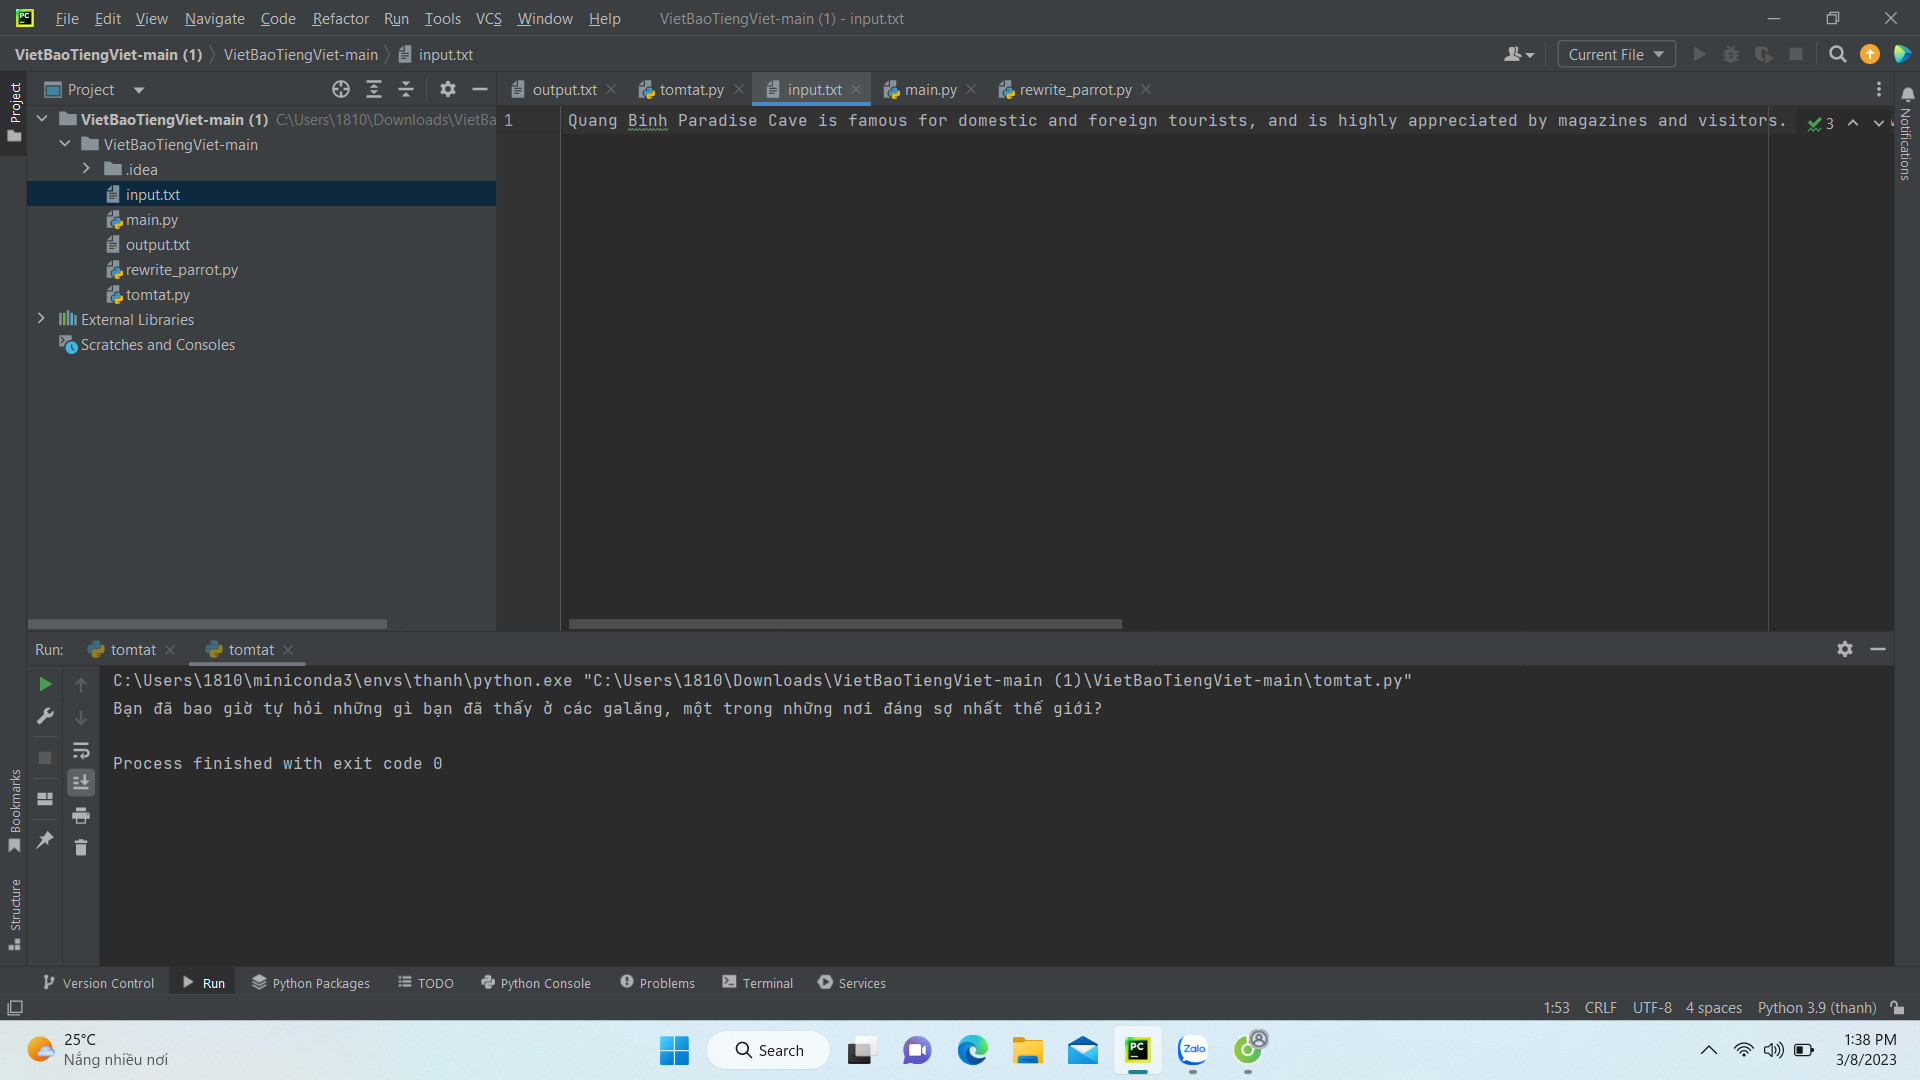 File Edit View Navigate Code Refactor Run Tools VCS Window Help VietBaoTiengViet-main (1) - input.txt
VietBaoTiengViet-main (1) VietBaoTiengViet-main input.txt Current File
Project output.txt tomtat.py input.txt main.py rewrite_parrot.py
Project
VietBaoTiengViet-main (1) C:\Users\1810\Downloads\VietBa
VietBaoTiengViet-main
.idea
input.txt
main.py
output.txt
rewrite_parrot.py
tomtat.py
External Libraries
Scratches and Consoles
1 Quang Binh Paradise Cave is famous for domestic and foreign tourists, and is highly appreciated by magazines and visitors. 3
Notifications
Run: tomtat tomtat
C:\Users\1810\miniconda3\envs\thanh\python.exe "C:\Users\1810\Downloads\VietBaoTiengViet-main (1)\VietBaoTiengViet-main\tomtat.py"
Bạn đã bao giờ tự hỏi những gì bạn đã thấy ở các galăng, một trong những nơi đáng sợ nhất thế giới?
Process finished with exit code 0
Bookmarks
Structure
Version Control Run Python Packages TODO Python Console Problems Terminal Services
1:53 CRLF UTF-8 4 spaces Python 3.9 (thanh)
25°C
Nắng nhiều nơi
Search
PC
Zalo
1:38 PM
3/8/2023